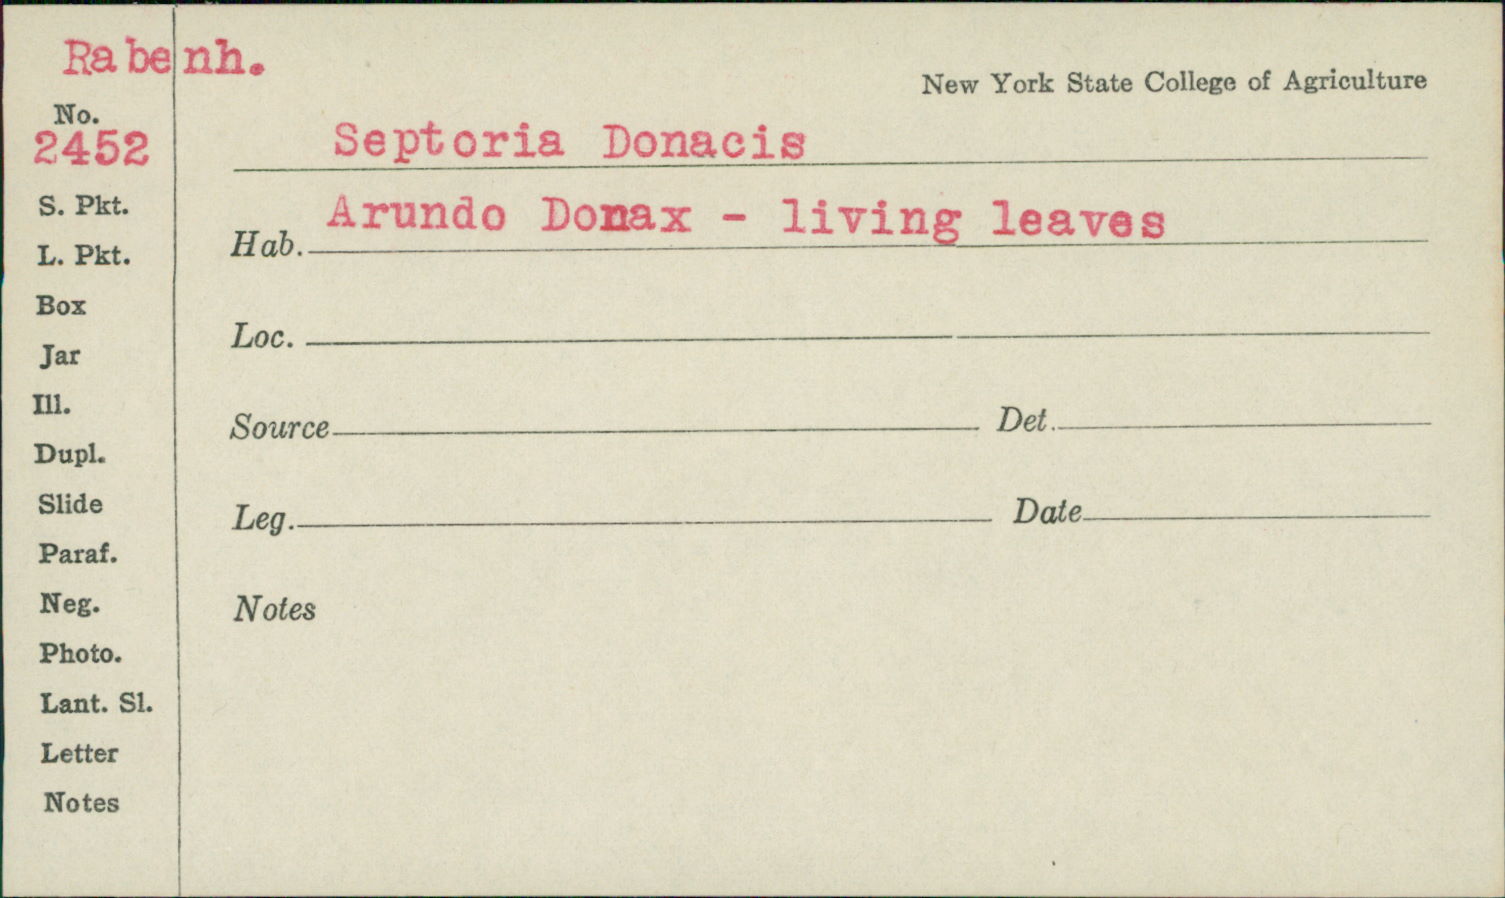 Rabenh.
New York State College of Agriculture
No.
2452
Septoria Donacis
Hab. Arundo Donax - living leaves
S. Pkt.
L. Pkt.
Box
Jar
Ill.
Dupl.
Slide
Paraf.
Neg.
Photo.
Lant. Sl.
Letter
Notes
Loc.
Source Det.
Leg. Date
Notes